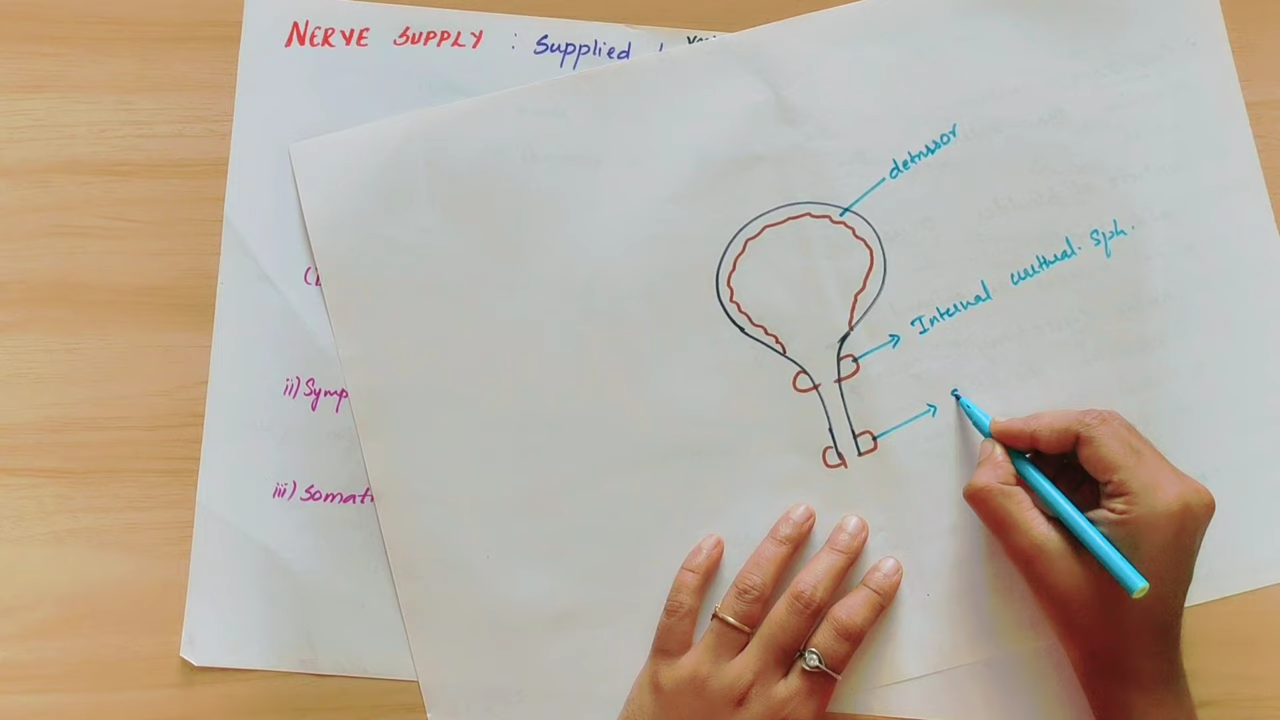 NERVE SUPPLY : Supplied
detrusor
Internal urethral. Sph.
ii) Symp
iii) Somat